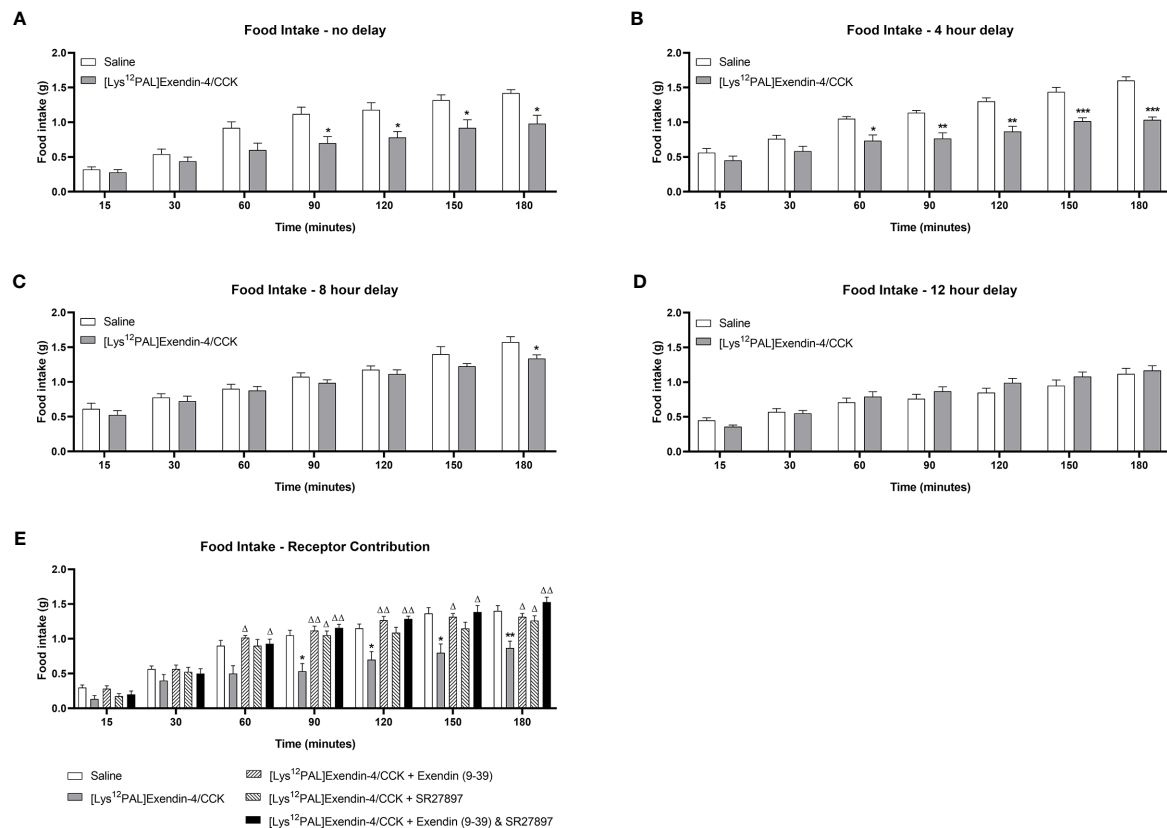 A
Food Intake - no delay
Food intake (g)
2.0
1.5
1.0
0.5
0.0
Saline
[Lys¹²PAL]Exendin-4/CCK
* * * *
15 30 60 90 120 150 180
Time (minutes)
B
Food Intake - 4 hour delay
Food intake (g)
2.0
1.5
1.0
0.5
0.0
Saline
[Lys¹²PAL]Exendin-4/CCK
* ** ** *** ***
15 30 60 90 120 150 180
Time (minutes)
C
Food Intake - 8 hour delay
Food intake (g)
2.0
1.5
1.0
0.5
0.0
Saline
[Lys¹²PAL]Exendin-4/CCK
*
15 30 60 90 120 150 180
Time (minutes)
D
Food Intake - 12 hour delay
Food intake (g)
2.0
1.5
1.0
0.5
0.0
Saline
[Lys¹²PAL]Exendin-4/CCK
15 30 60 90 120 150 180
Time (minutes)
E
Food Intake - Receptor Contribution
Food intake (g)
2.0
1.5
1.0
0.5
0.0
Δ Δ * ΔΔ Δ ΔΔ * ΔΔ ΔΔ * Δ Δ ** Δ Δ ΔΔ
15 30 60 90 120 150 180
Time (minutes)
Saline
[Lys¹²PAL]Exendin-4/CCK
[Lys¹²PAL]Exendin-4/CCK + Exendin (9-39)
[Lys¹²PAL]Exendin-4/CCK + SR27897
[Lys¹²PAL]Exendin-4/CCK + Exendin (9-39) & SR27897